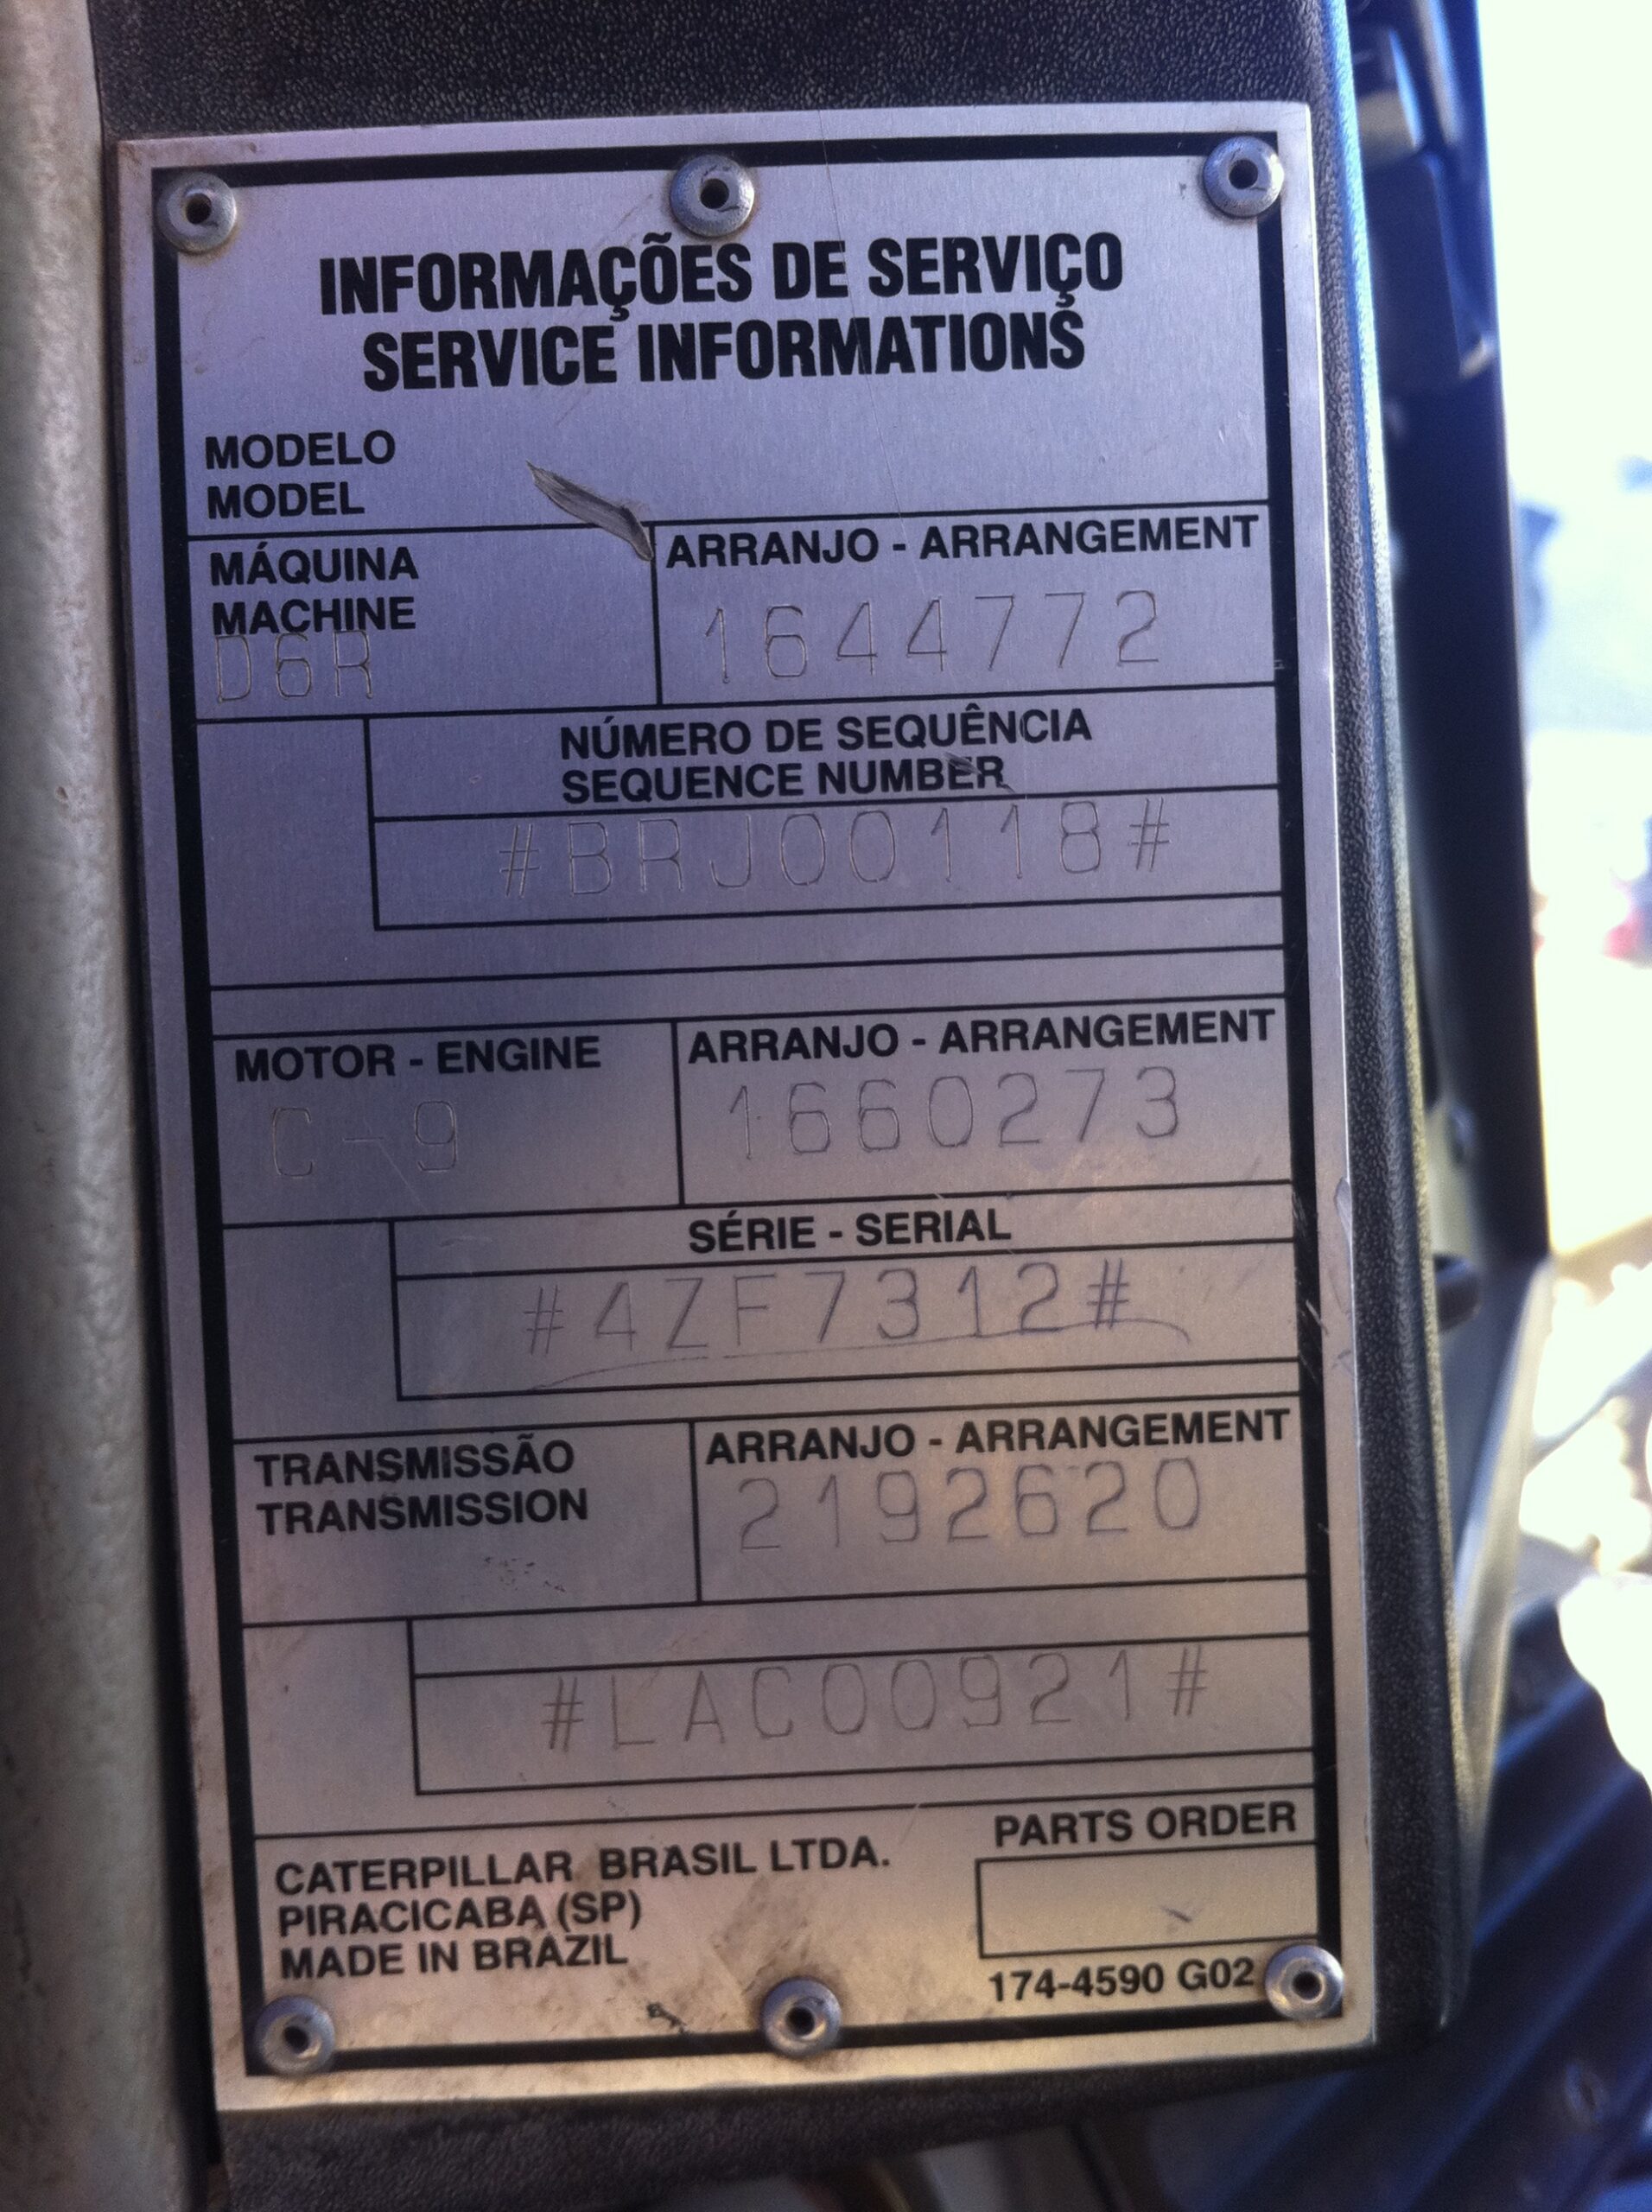 INFORMAÇÕES DE SERVIÇO
SERVICE INFORMATIONS
MODELO
MODEL
MÁQUINA
MACHINE
D6R
ARRANJO - ARRANGEMENT
1644772
NÚMERO DE SEQUÊNCIA
SEQUENCE NUMBER
#BRJ00118#
MOTOR - ENGINE
C-9
ARRANJO - ARRANGEMENT
1660273
SÉRIE - SERIAL
#4ZF7312#
TRANSMISSÃO
TRANSMISSION
ARRANJO - ARRANGEMENT
2192620
#LAC00921#
CATERPILLAR BRASIL LTDA.
PIRACICABA (SP)
MADE IN BRAZIL
PARTS ORDER
174-4590 G02